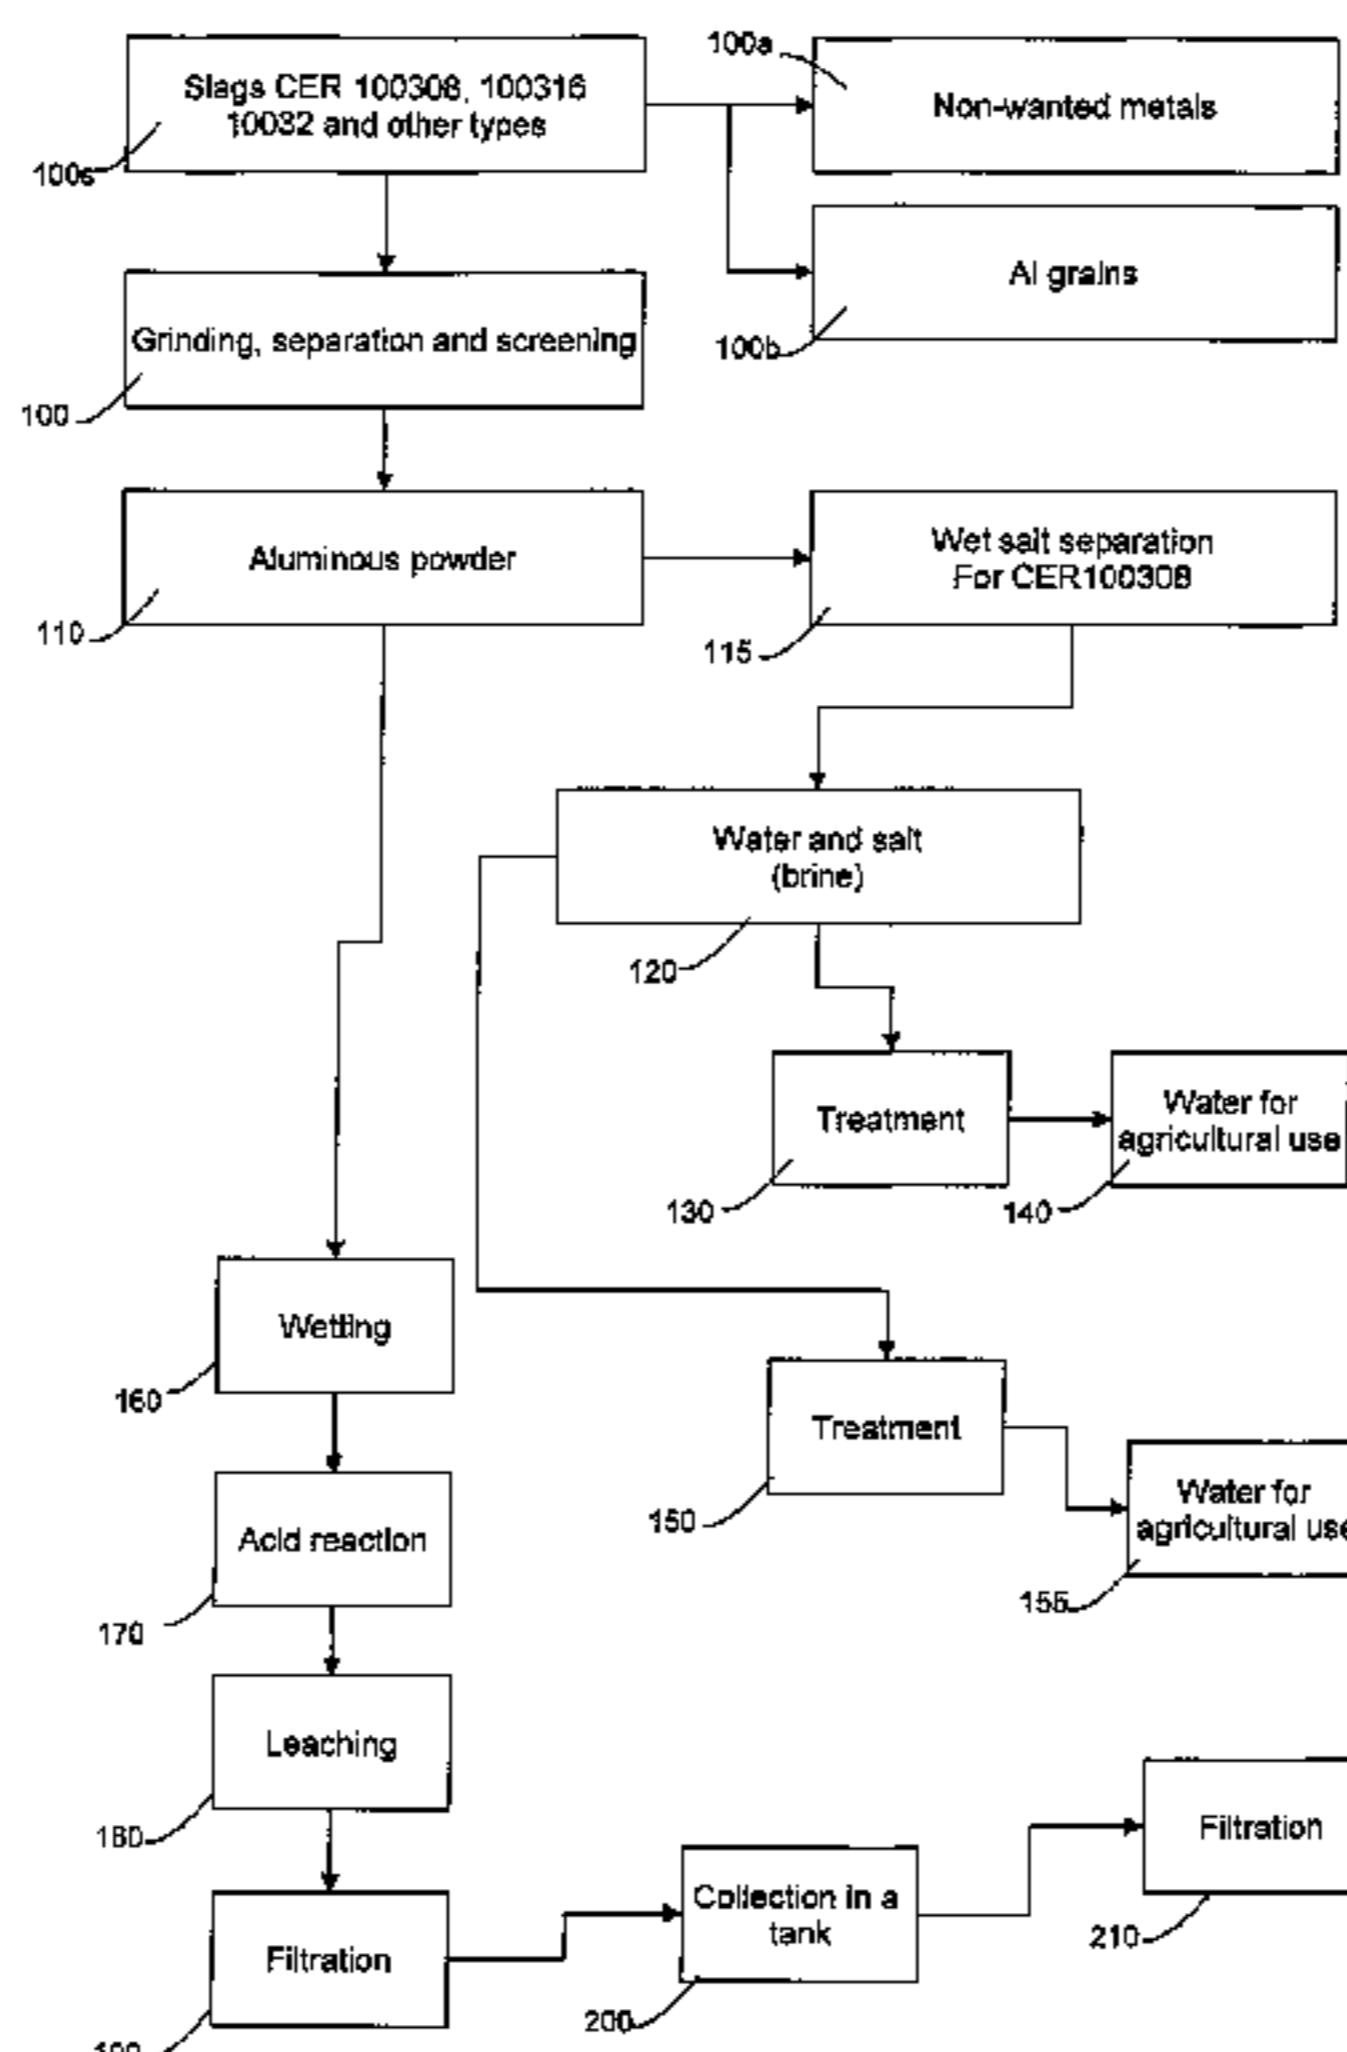 100a
Slags CER 100308, 100316
10032 and other types
Non-wanted metals
100s
Al grains
100b
Grinding, separation and screening
100
Aluminous powder
110
Wet salt separation
For CER100308
115
Water and salt
(brine)
120
Treatment
130
Water for
agricultural use
140
Wetting
160
Treatment
150
Water for
agricultural use
155
Acid reaction
170
Leaching
180
Filtration
210
Collection in a
tank
200
Filtration